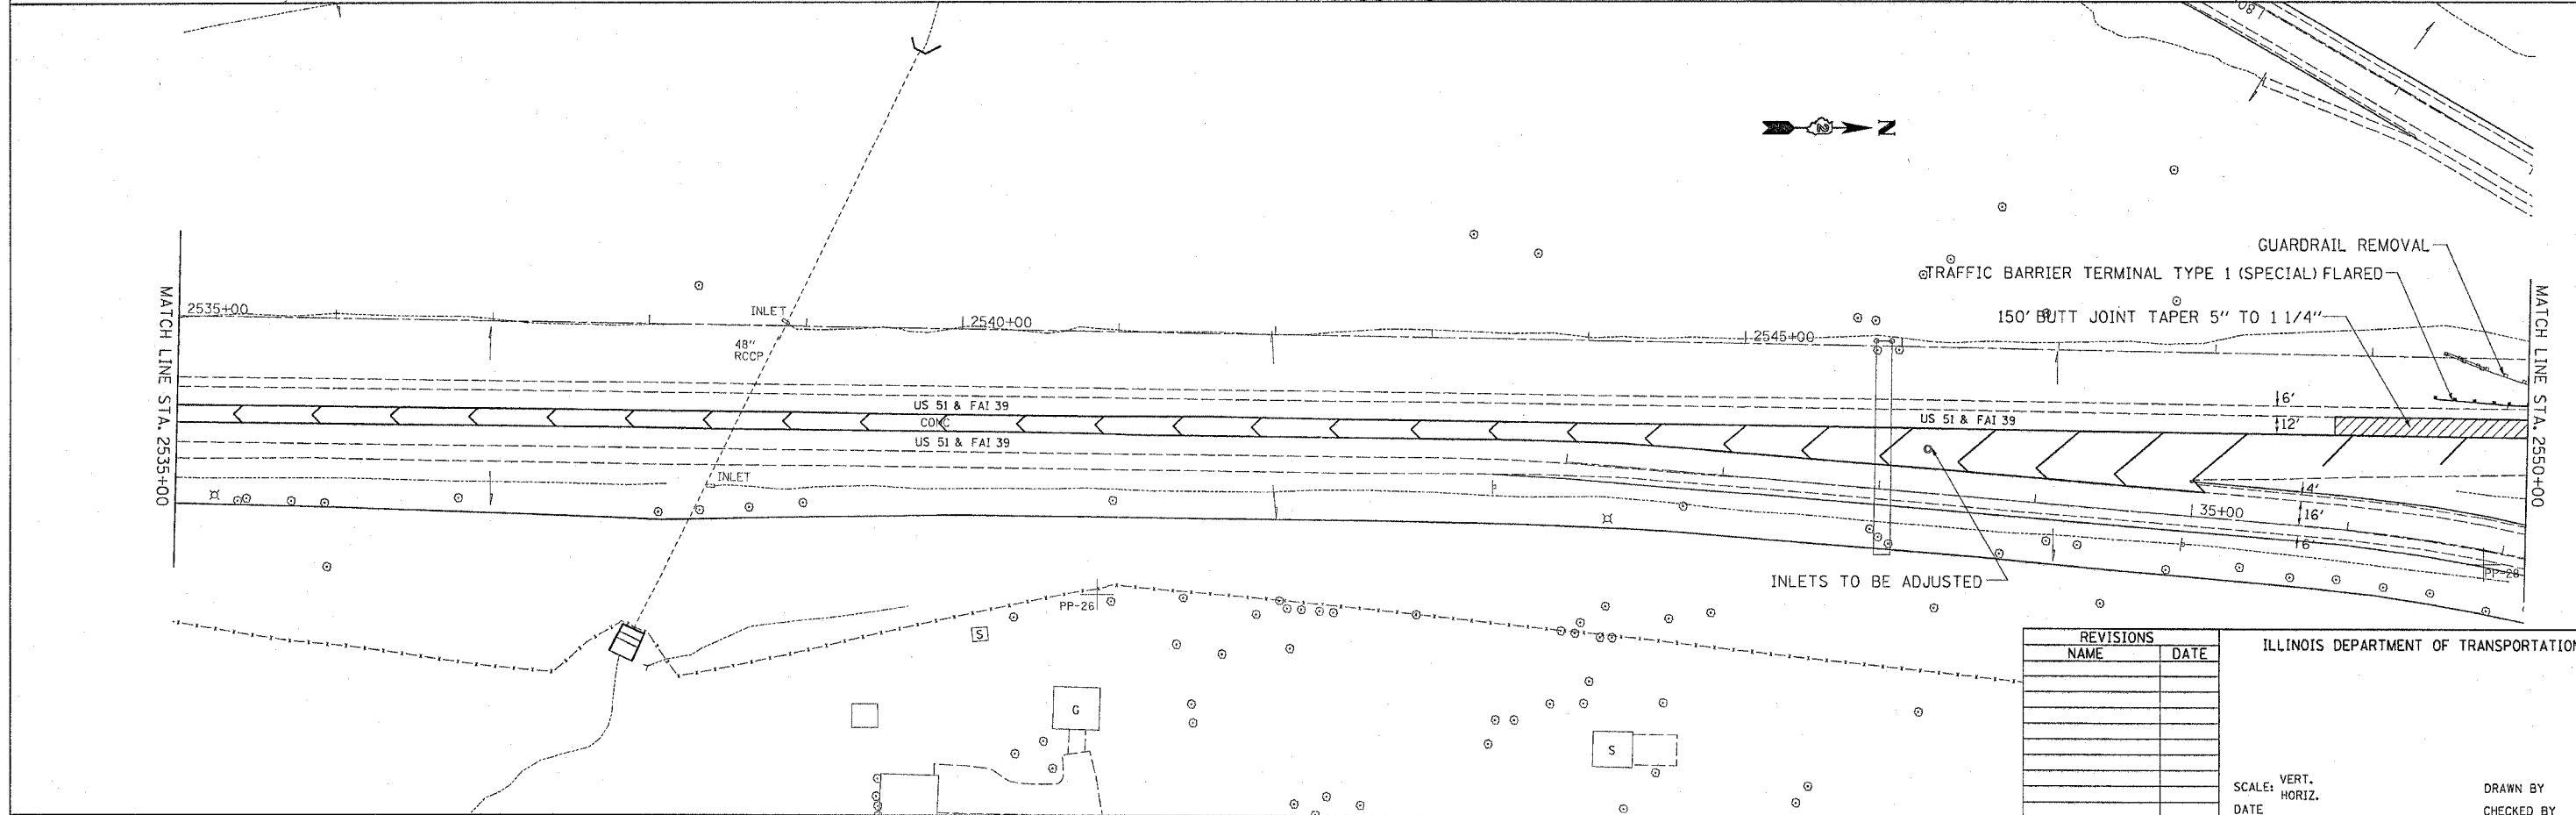 N
GUARDRAIL REMOVAL
TRAFFIC BARRIER TERMINAL TYPE 1 (SPECIAL) FLARED
150' BUTT JOINT TAPER 5" TO 1 1/4"
MATCH LINE STA. 2535+00
2535+00
INLET
48"
RCCP
2540+00
2545+00
MATCH LINE STA. 2550+00
US 51 & FAI 39
CONC
US 51 & FAI 39
US 51 & FAI 39
6'
12'
INLET
4'
35+00
16'
6'
INLETS TO BE ADJUSTED
PP-26
PP-28
S
G
S
REVISIONS
NAME
DATE
ILLINOIS DEPARTMENT OF TRANSPORTATION
SCALE: VERT.
HORIZ.
DATE
DRAWN BY
CHECKED BY